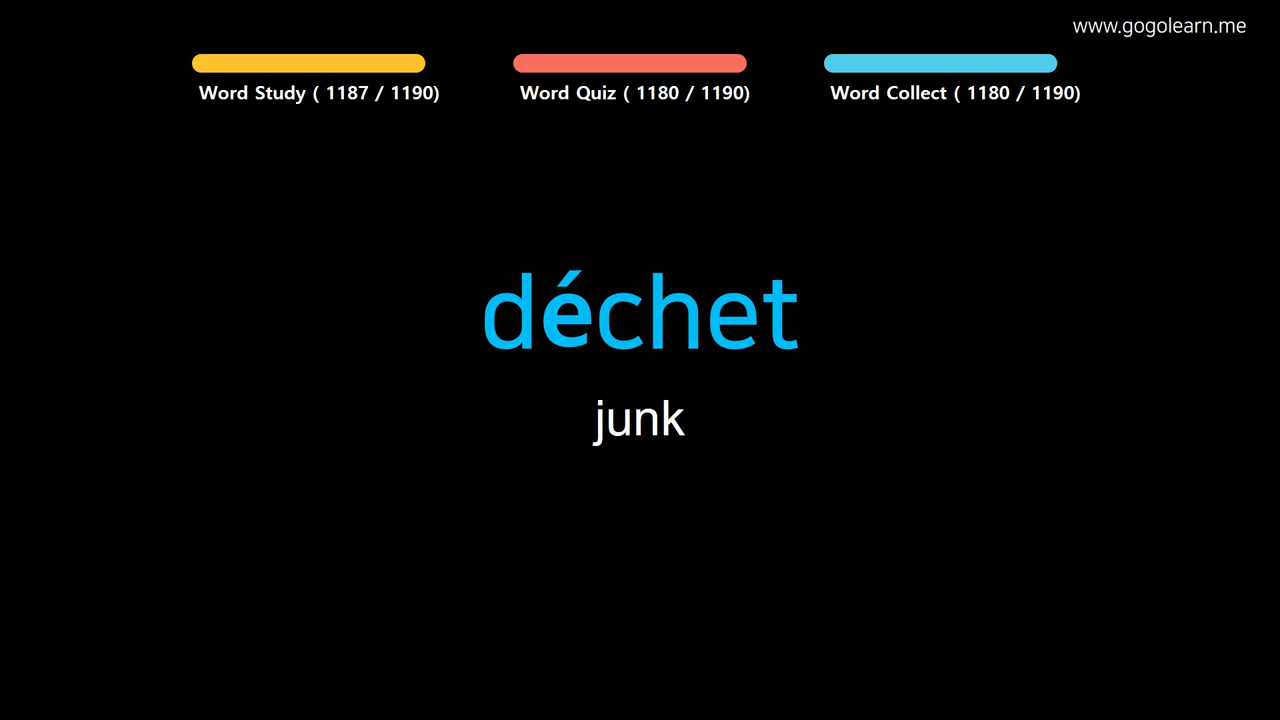 www.gogolearn.me
Word Study ( 1187 / 1190)
Word Quiz ( 1180 / 1190)
Word Collect ( 1180 / 1190)
déchet
junk